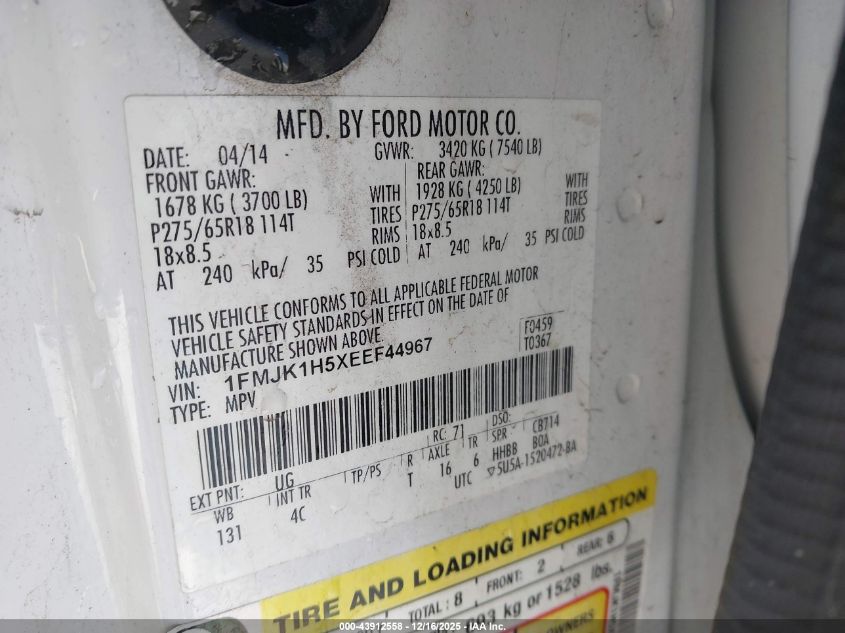 MFD. BY FORD MOTOR CO.
DATE: 04/14 GVWR: 3420 KG ( 7540 LB)
FRONT GAWR: REAR GAWR:
1678 KG ( 3700 LB) WITH 1928 KG ( 4250 LB) WITH
P275/65R18 114T TIRES P275/65R18 114T TIRES
18x8.5 RIMS 18x8.5 RIMS
AT 240 kPa/ 35 PSI COLD AT 240 kPa/ 35 PSI COLD
THIS VEHICLE CONFORMS TO ALL APPLICABLE FEDERAL MOTOR
VEHICLE SAFETY STANDARDS IN EFFECT ON THE DATE OF
MANUFACTURE SHOWN ABOVE. F0459
VIN: 1FMJK1H5XEEF44967 T0367
TYPE: MPV
EXT PNT: UG RC: 71 DSO:
WB INT TR TP/PS R AXLE TR SPR CB714
131 4C T 16 6 HHBB BOA
UTC ▽5U5A-1520472-BA
TIRE AND LOADING INFORMATION
TOTAL : 8 FRONT: 2 REAR: 6
kg or 1528 lbs.
OWNERS
000-43912558 - 12/16/2025 - © IAA, Inc.